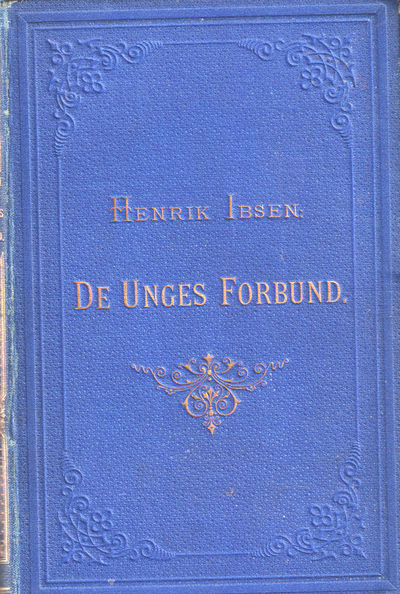 HENRIK IBSEN:
DE UNGES FORBUND.